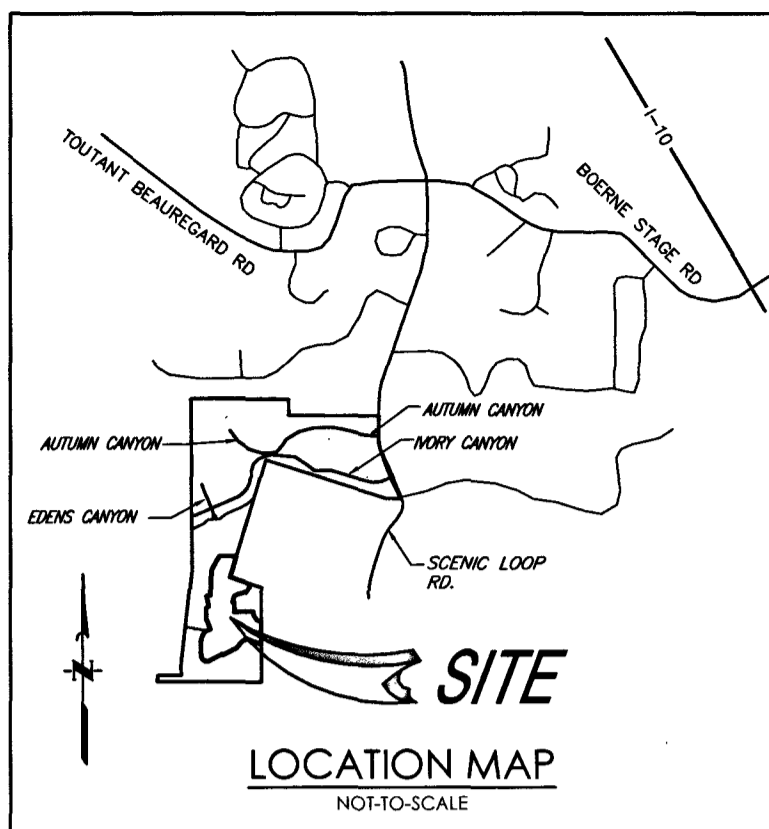 I-10
TOUTANT BEAUREGARD RD
BOERNE STAGE RD
AUTUMN CANYON
AUTUMN CANYON
IVORY CANYON
EDENS CANYON
SCENIC LOOP
RD.
N
SITE
LOCATION MAP
NOT-TO-SCALE